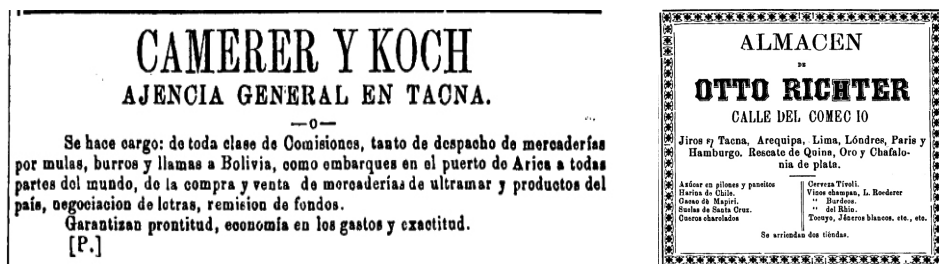 CAMERER Y KOCH
AJENCIA GENERAL EN TACNA.
—o—
Se hace cargo: de toda clase de Comisiones, tanto de despacho de mercaderías
por mulas, burros y llamas a Bolivia, como embarques en el puerto de Arica a todas
partes del mundo, de la compra y venta de mercaderías de ultramar y productos del
país, negociacion de letras, remision de fondos.
Garantizan prontitud, economía en los gastos y exactitud.
[P.]
ALMACEN
DE
OTTO RICHTER
CALLE DEL COMEC IO
Jiros s/ Tacna, Arequipa, Lima, Lóndres, Paris y
Hamburgo. Rescate de Quina, Oro y Chafalo-
nia de plata.
Azúcar en pilones y pancitos
Harina de Chile.
Cacao de Mapiri.
Suelas de Santa Cruz.
Cueros charolados
Cerveza Tívoli.
Vinos champan, L. Roederer
" Burdeos.
" del Rhin.
Tocuyo, Jéneros blancos. etc., etc.
Se arriendan dos tiendas.